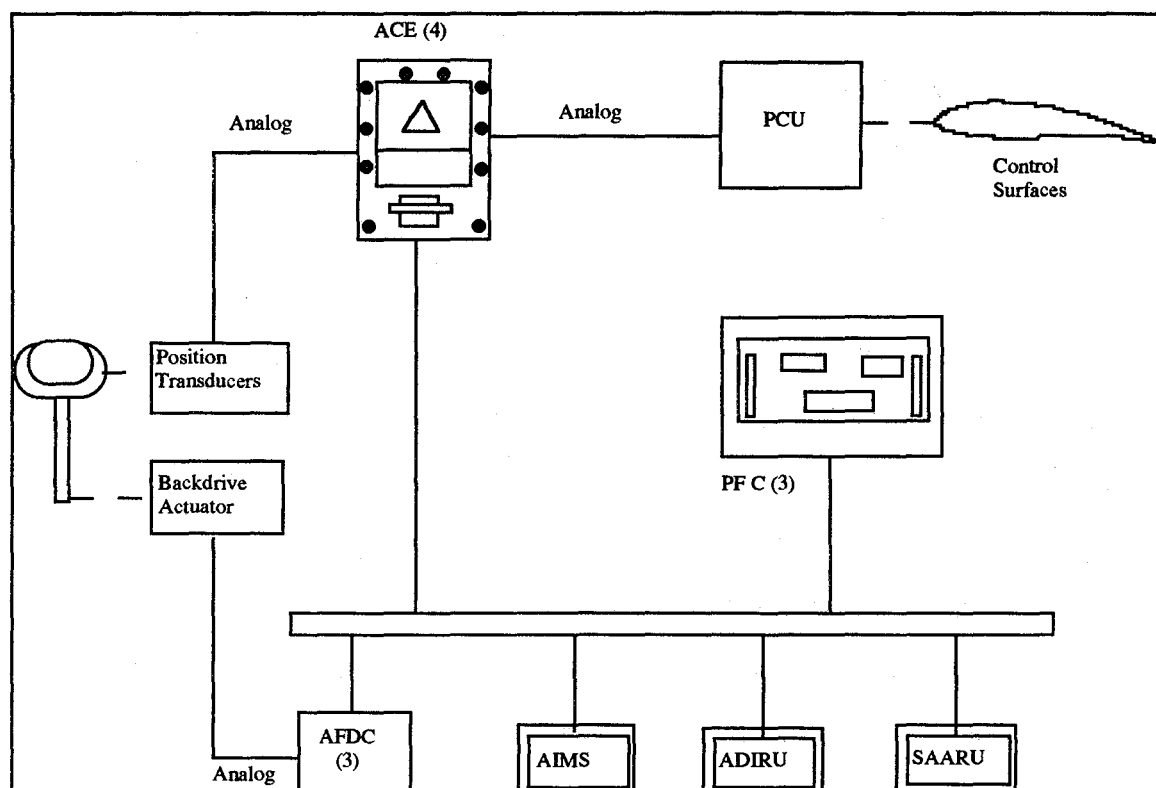 ACE (4)
Analog
Analog
PCU
Control
Surfaces
Position
Transducers
Backdrive
Actuator
PF C (3)
AFDC
(3)
Analog
AIMS
ADIRU
SAARU